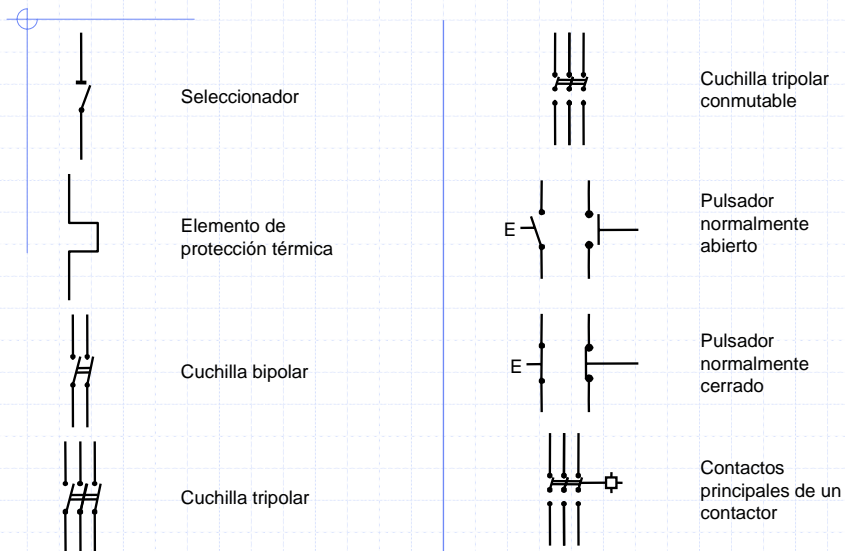 Seleccionador
Elemento de
protección térmica
Cuchilla bipolar
Cuchilla tripolar
Cuchilla tripolar
conmutable
E
Pulsador
normalmente
abierto
E
Pulsador
normalmente
cerrado
Contactos
principales de un
contactor